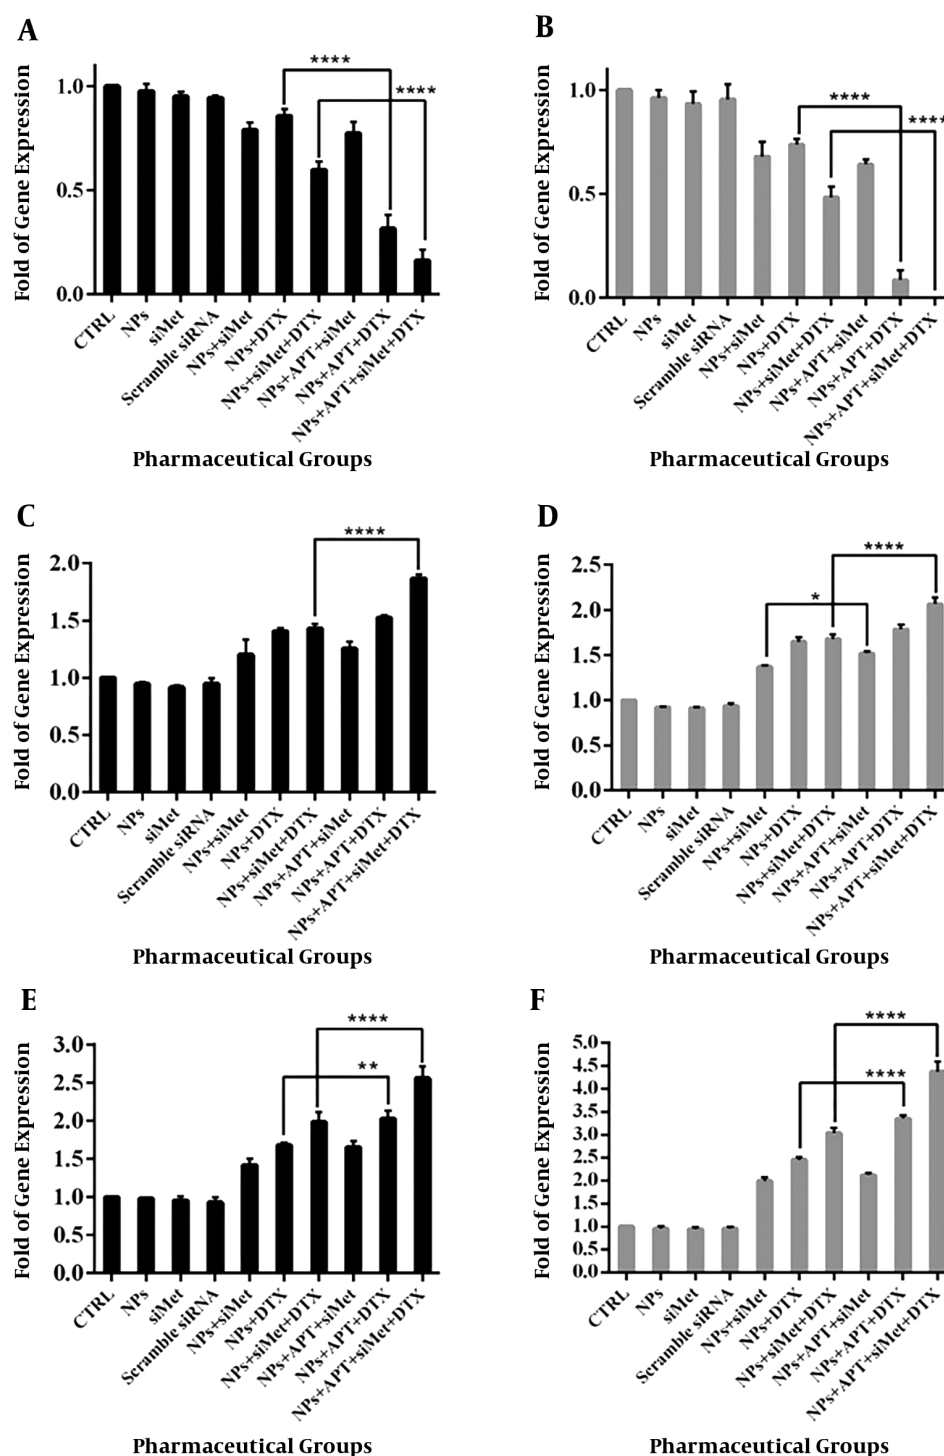 A
Fold of Gene Expression
1.0
0.5
0.0
****
****
CTRL
NPs
siMet
Scramble siRNA
NPs+siMet
NPs+DTX
NPs+siMet+DTX
NPs+APT+siMet
NPs+APT+DTX
NPs+APT+siMet+DTX
Pharmaceutical Groups
B
Fold of Gene Expression
1.0
0.5
0.0
****
****
CTRL
NPs
siMet
Scramble siRNA
NPs+siMet
NPs+DTX
NPs+siMet+DTX
NPs+APT+siMet
NPs+APT+DTX
NPs+APT+siMet+DTX
Pharmaceutical Groups
C
Fold of Gene Expression
2.0
1.5
1.0
0.5
0.0
****
CTRL
NPs
siMet
Scramble siRNA
NPs+siMet
NPs+DTX
NPs+siMet+DTX
NPs+APT+siMet
NPs+APT+DTX
NPs+APT+siMet+DTX
Pharmaceutical Groups
D
Fold of Gene Expression
2.5
2.0
1.5
1.0
0.5
0.0
*
****
CTRL
NPs
siMet
Scramble siRNA
NPs+siMet
NPs+DTX
NPs+siMet+DTX
NPs+APT+siMet
NPs+APT+DTX
NPs+APT+siMet+DTX
Pharmaceutical Groups
E
Fold of Gene Expression
3.0
2.5
2.0
1.5
1.0
0.5
0.0
****
**
CTRL
NPs
siMet
Scramble siRNA
NPs+siMet
NPs+DTX
NPs+siMet+DTX
NPs+APT+siMet
NPs+APT+DTX
NPs+APT+siMet+DTX
Pharmaceutical Groups
F
Fold of Gene Expression
5.0
4.5
4.0
3.5
3.0
2.5
2.0
1.5
1.0
0.5
0.0
****
****
CTRL
NPs
siMet
Scramble siRNA
NPs+siMet
NPs+DTX
NPs+siMet+DTX
NPs+APT+siMet
NPs+APT+DTX
NPs+APT+siMet+DTX
Pharmaceutical Groups